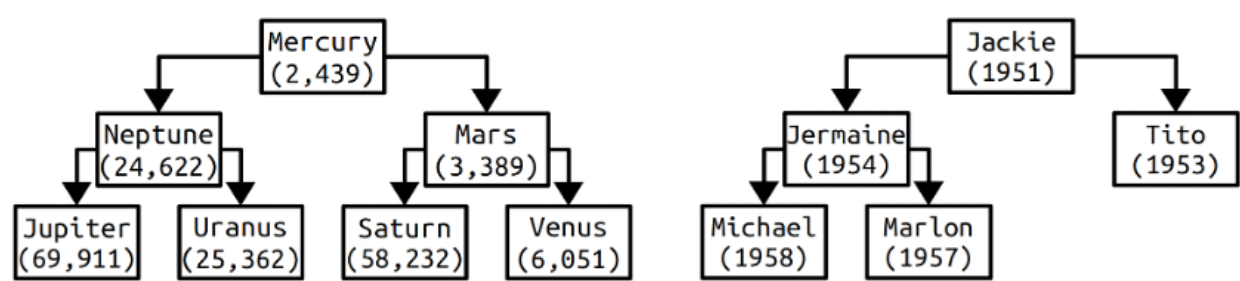 Mercury
(2,439)
Neptune
(24,622)
Mars
(3,389)
Jupiter
(69,911)
Uranus
(25,362)
Saturn
(58,232)
Venus
(6,051)
Jackie
(1951)
Jermaine
(1954)
Tito
(1953)
Michael
(1958)
Marlon
(1957)